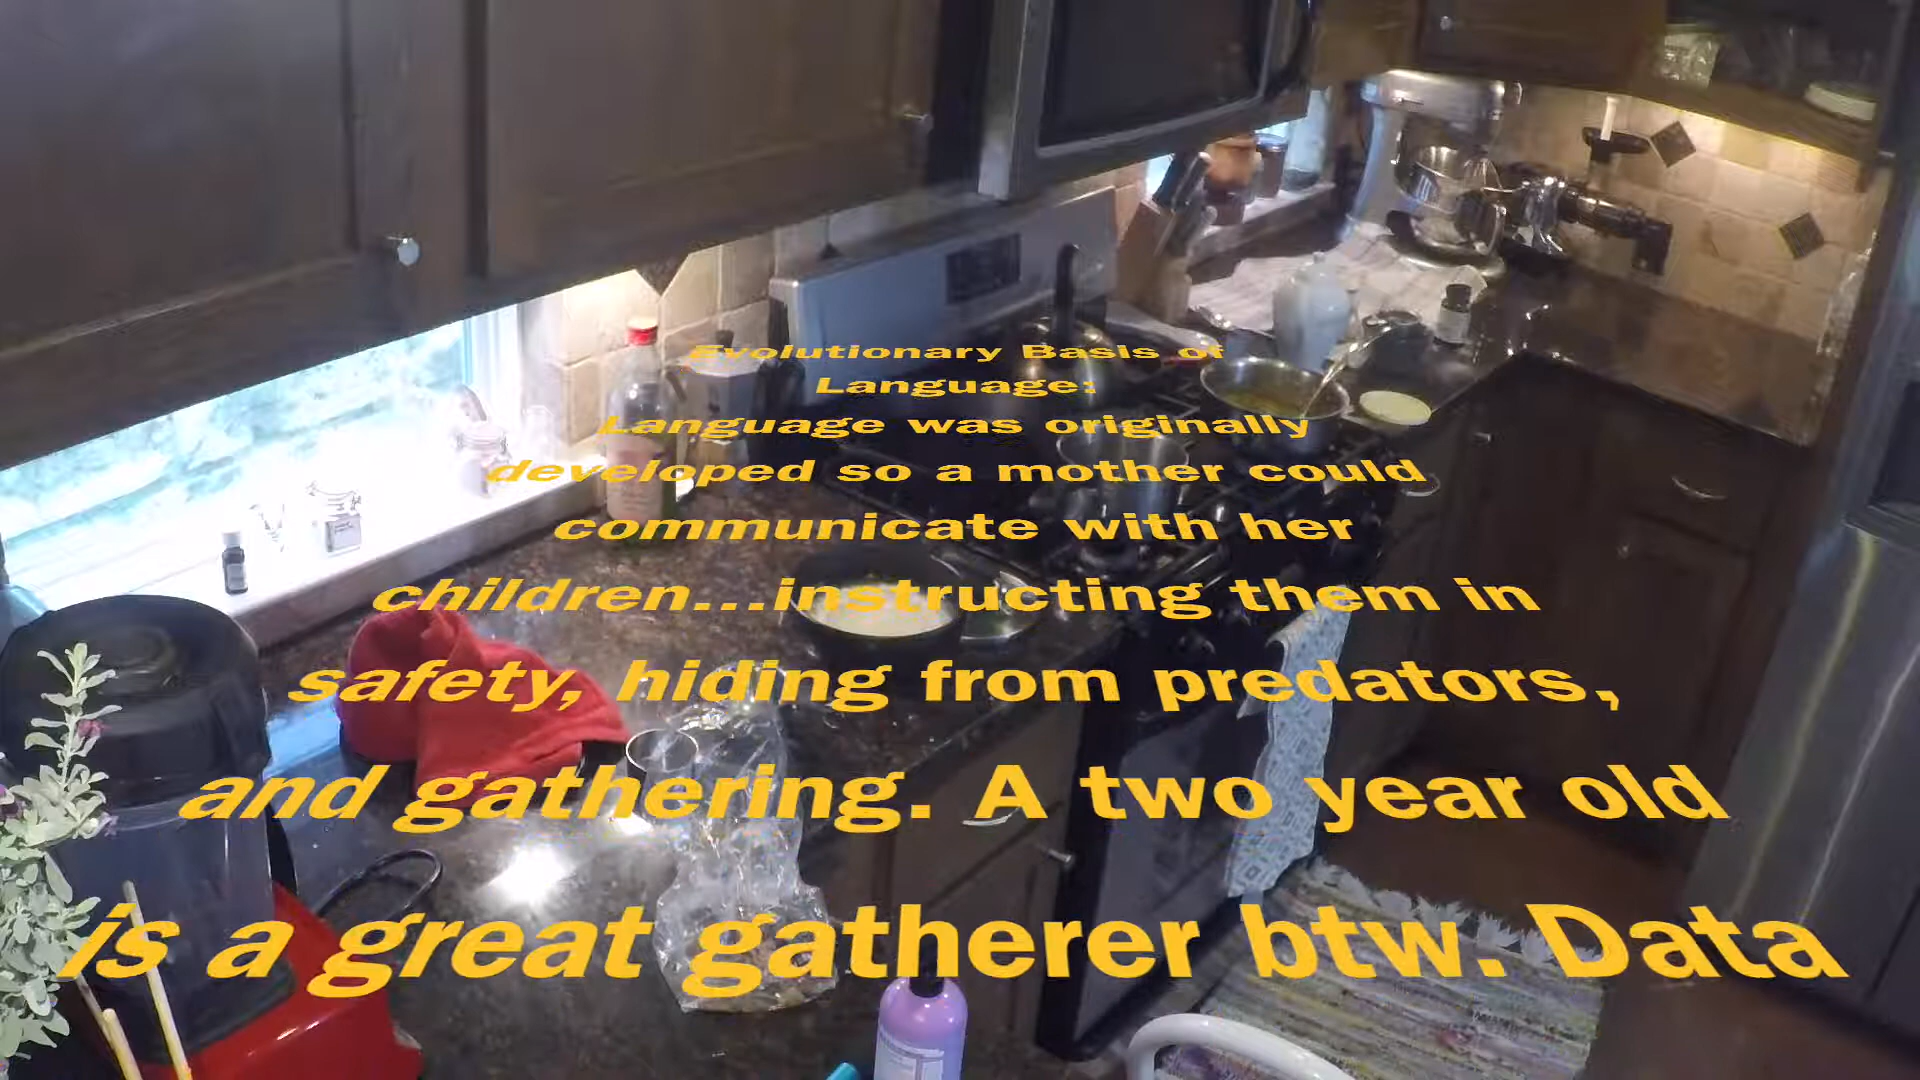 Evolutionary Basis of
Language:
Language was originally
developed so a mother could
communicate with her
children...instructing them in
safety, hiding from predators,
and gathering. A two year old
is a great gatherer btw. Data